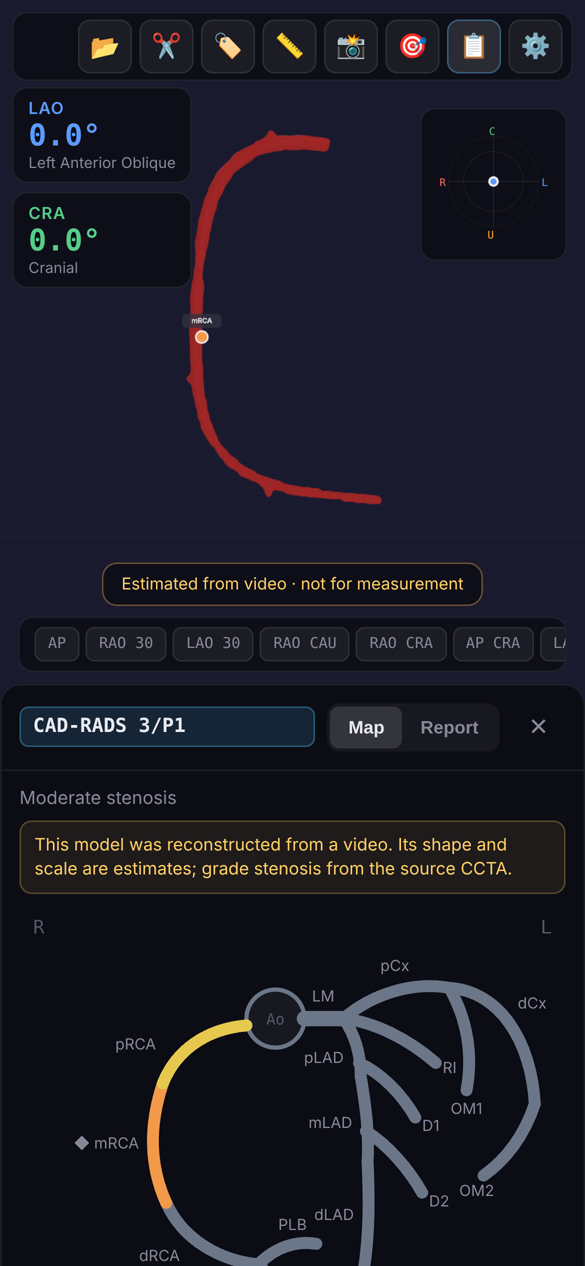 LAO
0.0°
Left Anterior Oblique
CRA
0.0°
Cranial
C
R
L
U
mRCA
Estimated from video · not for measurement
AP
RAO 30
LAO 30
RAO CAU
RAO CRA
AP CRA
LA
CAD-RADS 3/P1
Map
Report
Moderate stenosis
This model was reconstructed from a video. Its shape and
scale are estimates; grade stenosis from the source CCTA.
R
L
pCx
LM
dCx
Ao
pRCA
pLAD
RI
OM1
mLAD
D1
◆ mRCA
OM2
D2
dLAD
PLB
dRCA